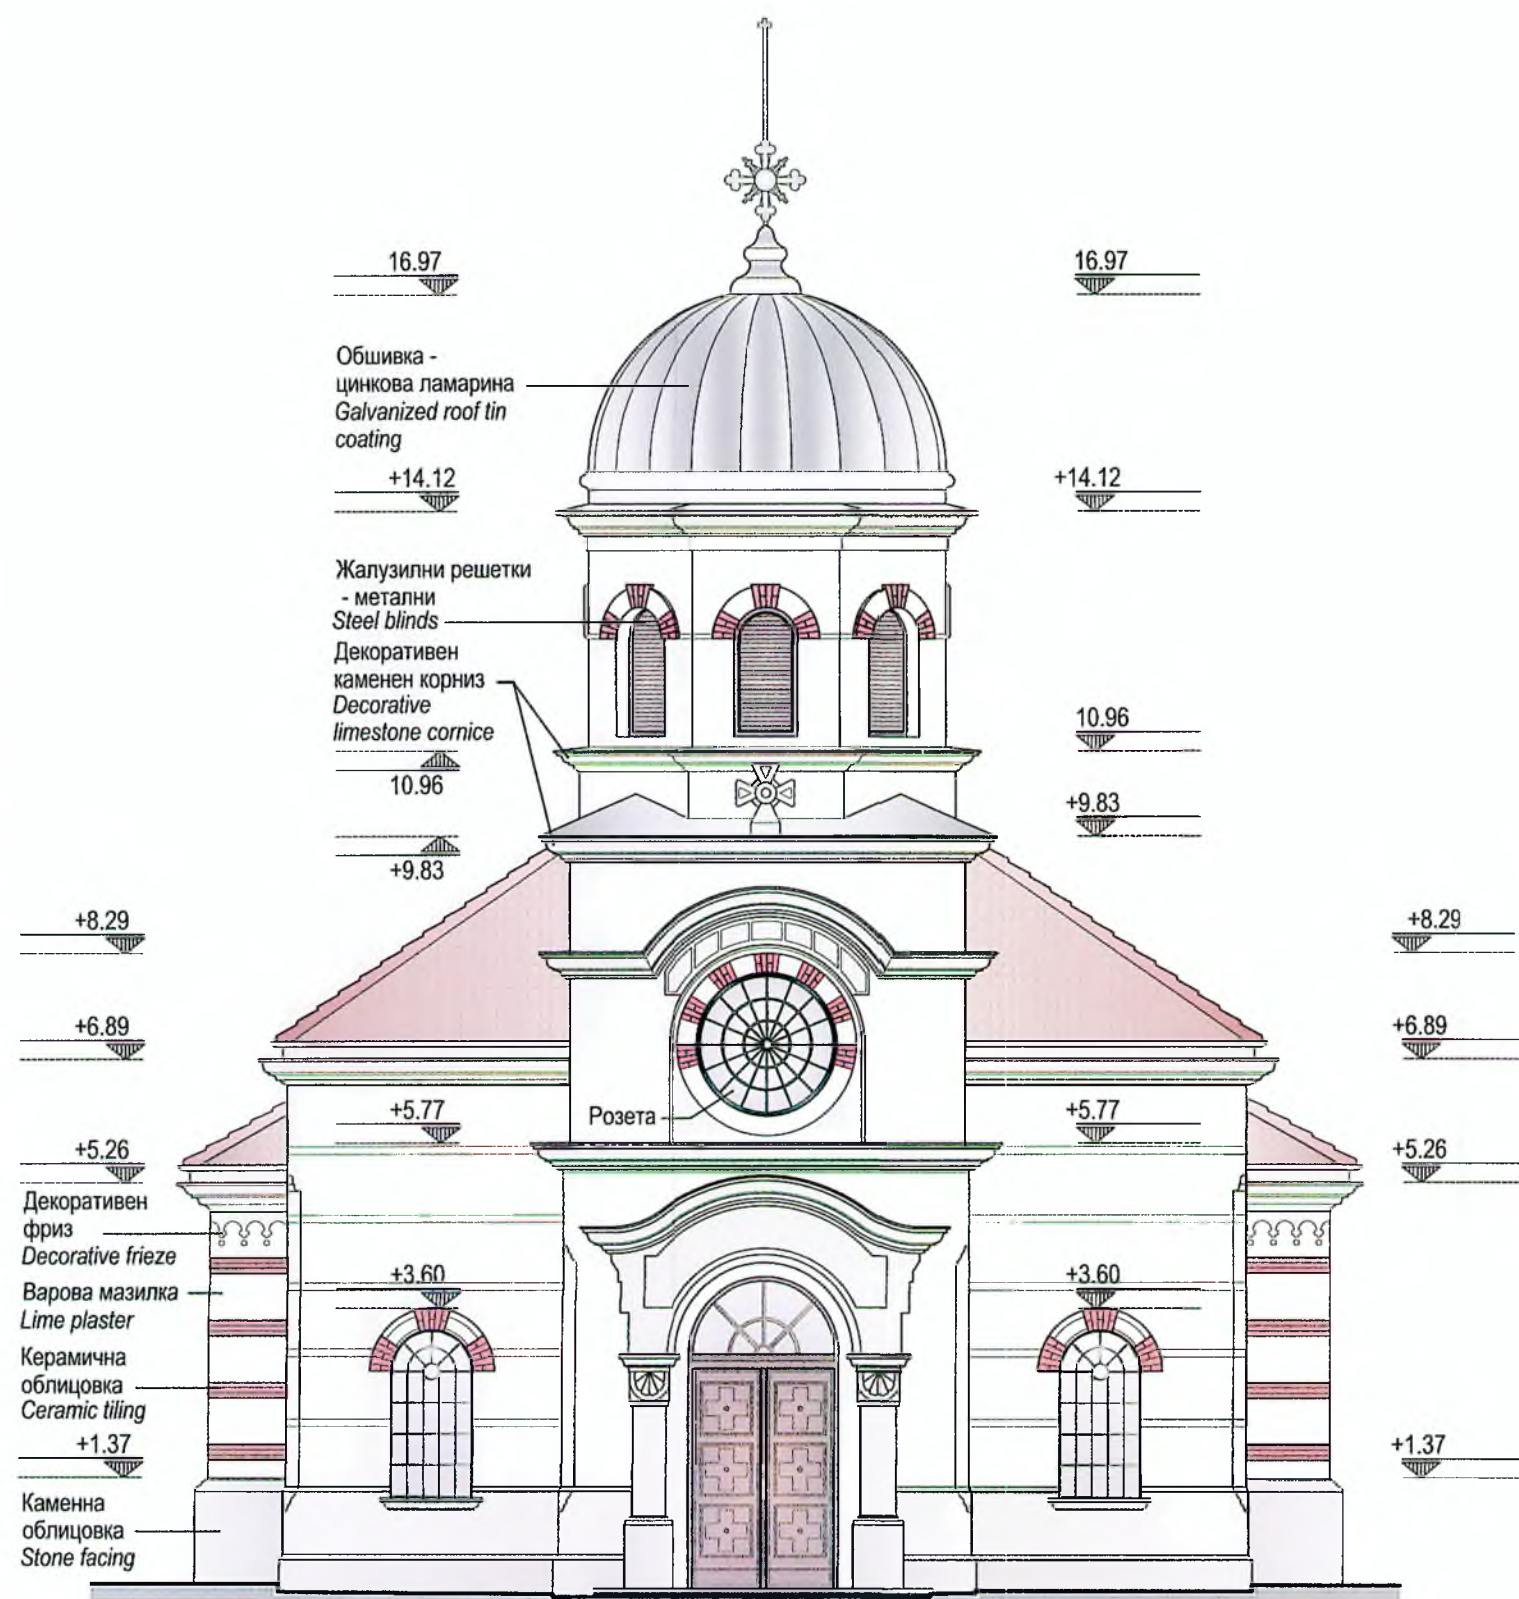 16.97
16.97
Обшивка -
цинкова ламарина
Galvanized roof tin
coating
+14.12
+14.12
Жалузилни решетки
- метални
Steel blinds
Декоративен
каменен корниз
Decorative
limestone cornice
10.96
10.96
+9.83
+9.83
+8.29
+8.29
+6.89
+6.89
Розета
+5.77
+5.77
+5.26
+5.26
Декоративен
фриз
Decorative frieze
+3.60
+3.60
Варова мазилка
Lime plaster
Керамична
облицовка
Ceramic tiling
+1.37
+1.37
Каменна
облицовка
Stone facing